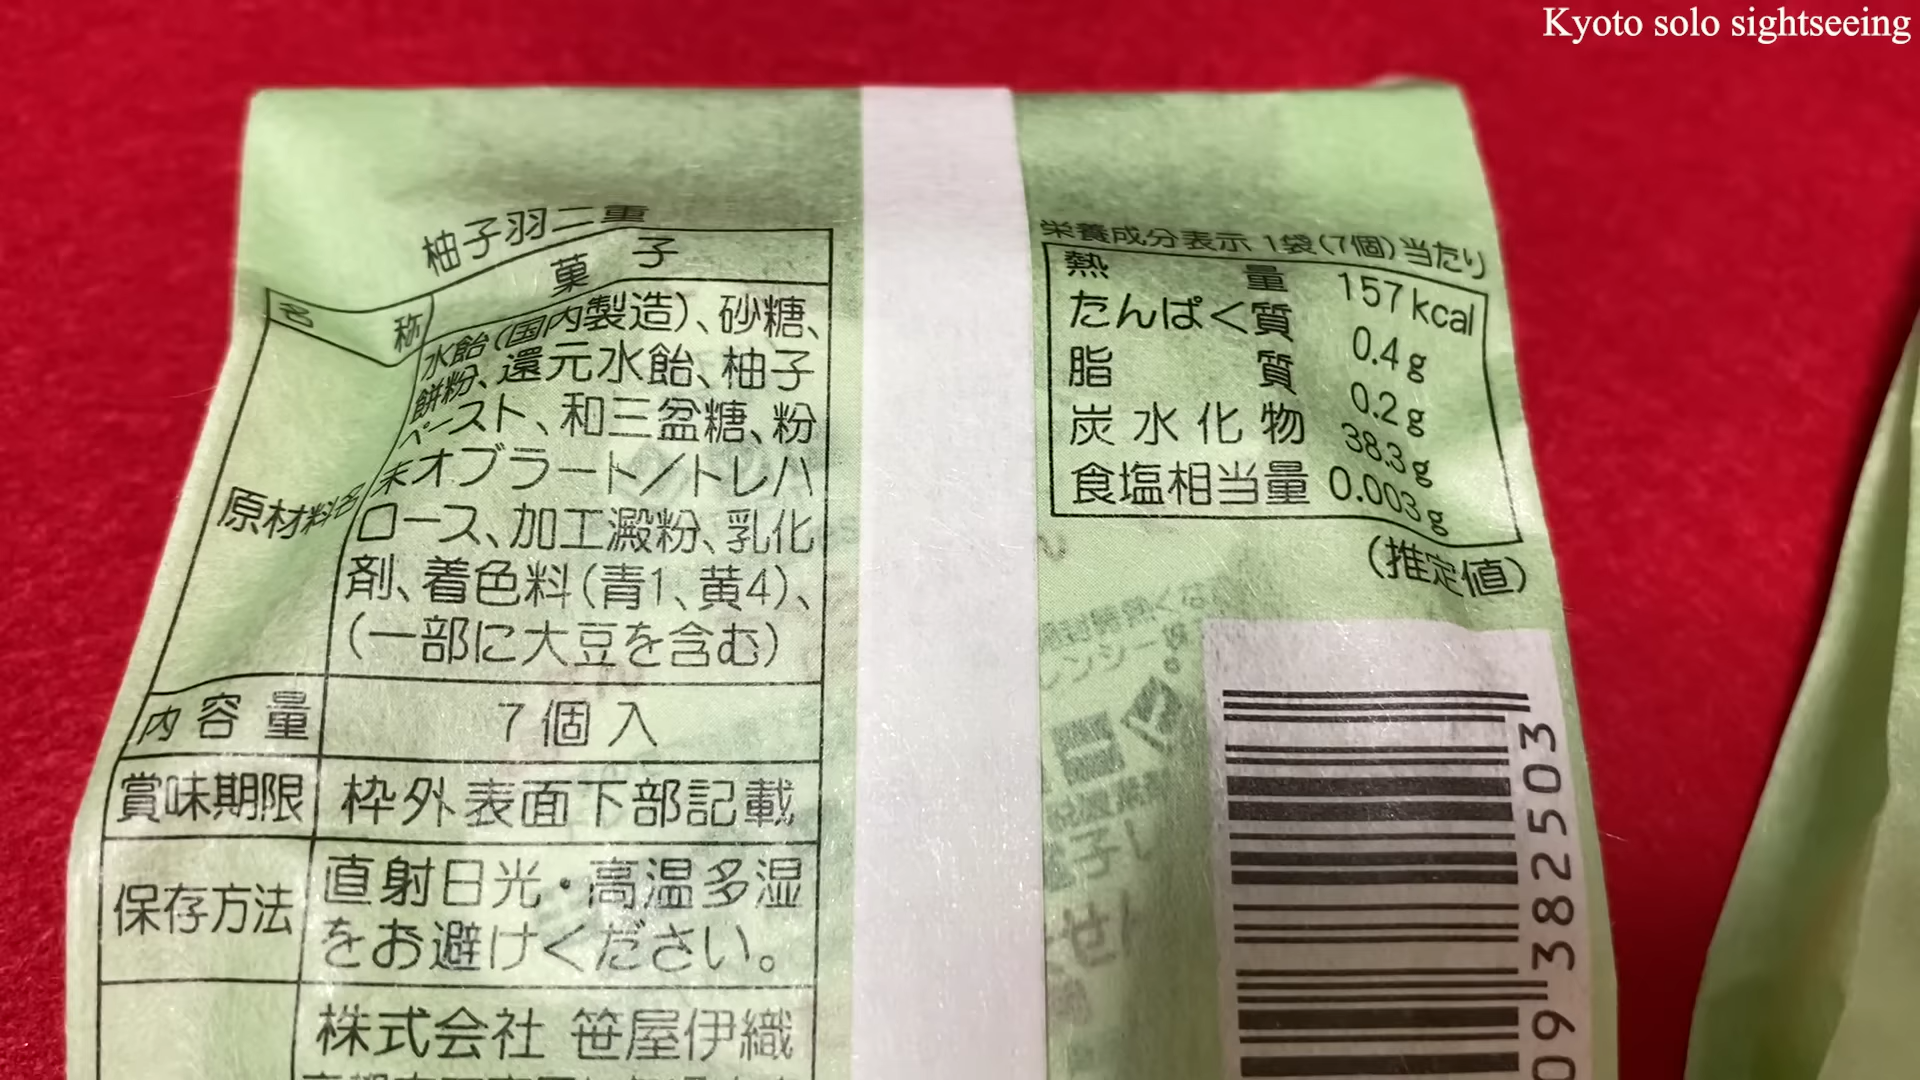 Kyoto solo sightseeing
柚子羽二重
名称 菓子
原材料名 水飴(国内製造)、砂糖、
餅粉、還元水飴、柚子
ペースト、和三盆糖、粉
末オブラート/トレハ
ロース、加工澱粉、乳化
剤、着色料(青1、黄4)、
(一部に大豆を含む)
内容量 7個入
賞味期限 枠外表面下部記載
保存方法 直射日光・高温多湿
をお避けください。
株式会社 笹屋伊織
栄養成分表示 1袋(7個)当たり
熱量 157kcal
たんぱく質 0.4g
脂質 0.2g
炭水化物 38.3g
食塩相当量 0.003g
(推定値)
09382503